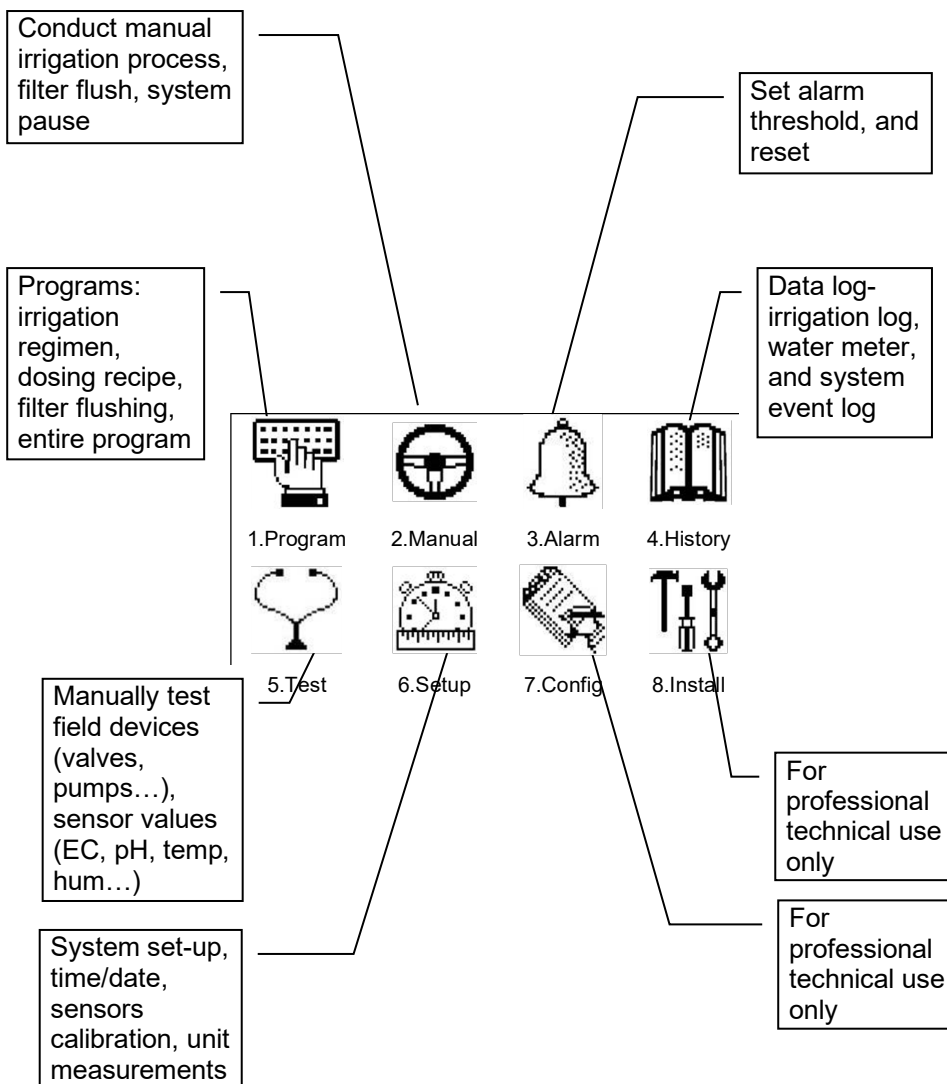 Conduct manual
irrigation process,
filter flush, system
pause
Set alarm
threshold, and
reset
Programs:
irrigation
regimen,
dosing recipe,
filter flushing,
entire program
Data log-
irrigation log,
water meter,
and system
event log
1.Program
2.Manual
3.Alarm
4.History
5.Test
6.Setup
7.Config
8.Install
Manually test
field devices
(valves,
pumps…),
sensor values
(EC, pH, temp,
hum…)
For
professional
technical use
only
System set-up,
time/date,
sensors
calibration, unit
measurements
For
professional
technical use
only